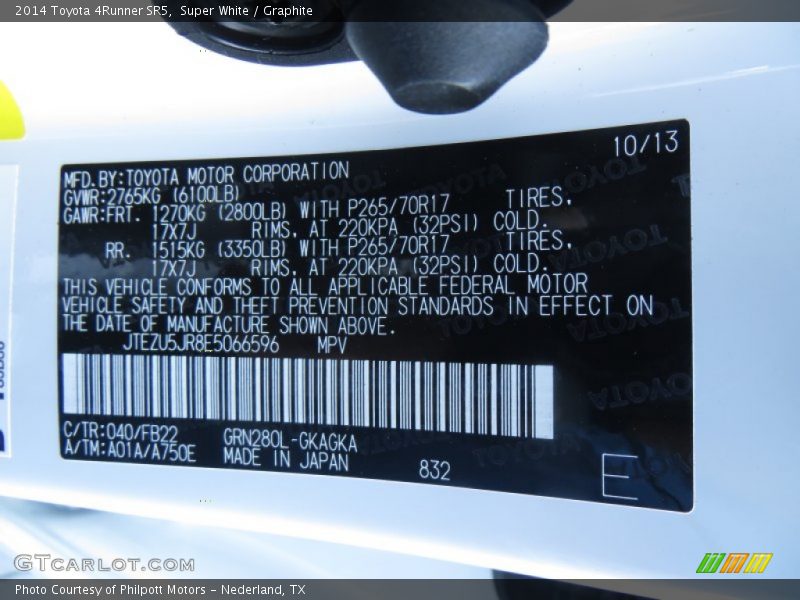 2014 Toyota 4Runner SR5, Super White / Graphite
10/13
MFD.BY:TOYOTA MOTOR CORPORATION
GVWR:2765KG (6100LB)
GAWR:FRT. 1270KG (2800LB) WITH P265/70R17 TIRES,
17X7J RIMS, AT 220KPA (32PSI) COLD.
RR. 1515KG (3350LB) WITH P265/70R17 TIRES,
17X7J RIMS, AT 220KPA (32PSI) COLD.
THIS VEHICLE CONFORMS TO ALL APPLICABLE FEDERAL MOTOR
VEHICLE SAFETY AND THEFT PREVENTION STANDARDS IN EFFECT ON
THE DATE OF MANUFACTURE SHOWN ABOVE.
JTEZU5JR8E5066596 MPV
C/TR:040/FB22 GRN280L-GKAGKA
A/TM:A01A/A750E MADE IN JAPAN
832
E
GTCARLOT.COM
Photo Courtesy of Philpott Motors - Nederland, TX